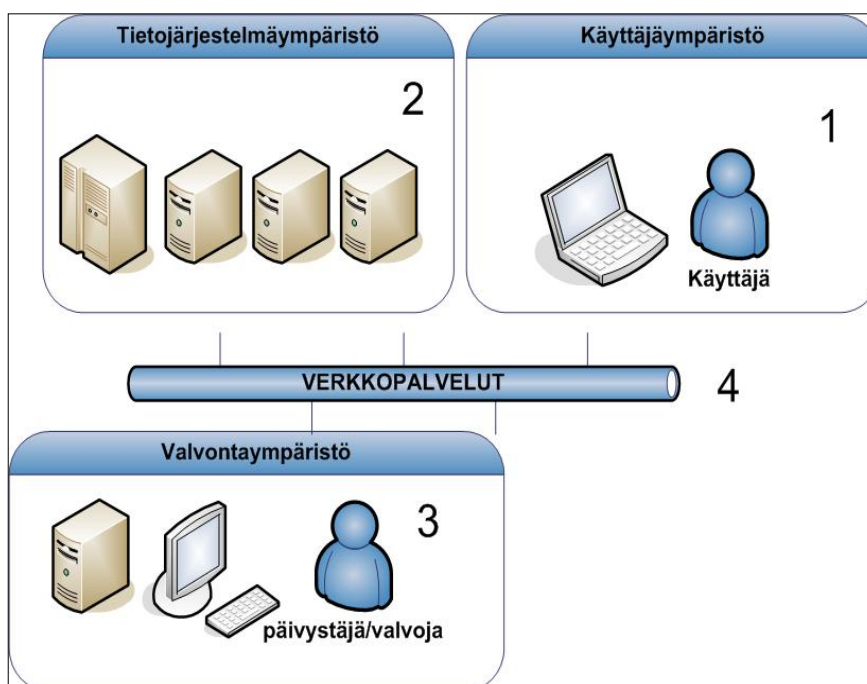 Tietojärjestelmäympäristö
2
Käyttäjäympäristö
1
Käyttäjä
VERKKOPALVELUT
4
Valvontaympäristö
3
päivystäjä/valvoja